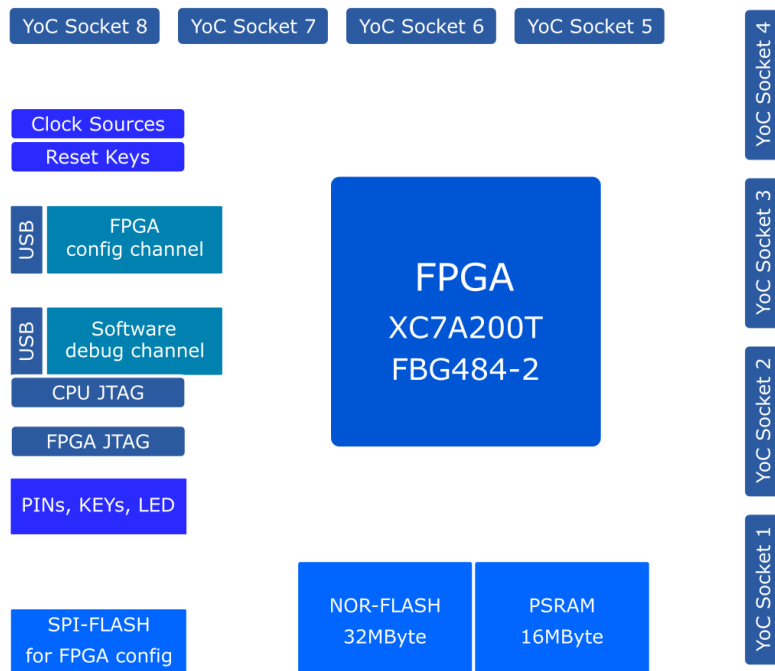 YoC Socket 8
YoC Socket 7
YoC Socket 6
YoC Socket 5
YoC Socket 4
YoC Socket 3
YoC Socket 2
YoC Socket 1
Clock Sources
Reset Keys
USB
FPGA
config channel
USB
Software
debug channel
CPU JTAG
FPGA JTAG
PINs, KEYs, LED
SPI-FLASH
for FPGA config
FPGA
XC7A200T
FBG484-2
NOR-FLASH
32MByte
PSRAM
16MByte